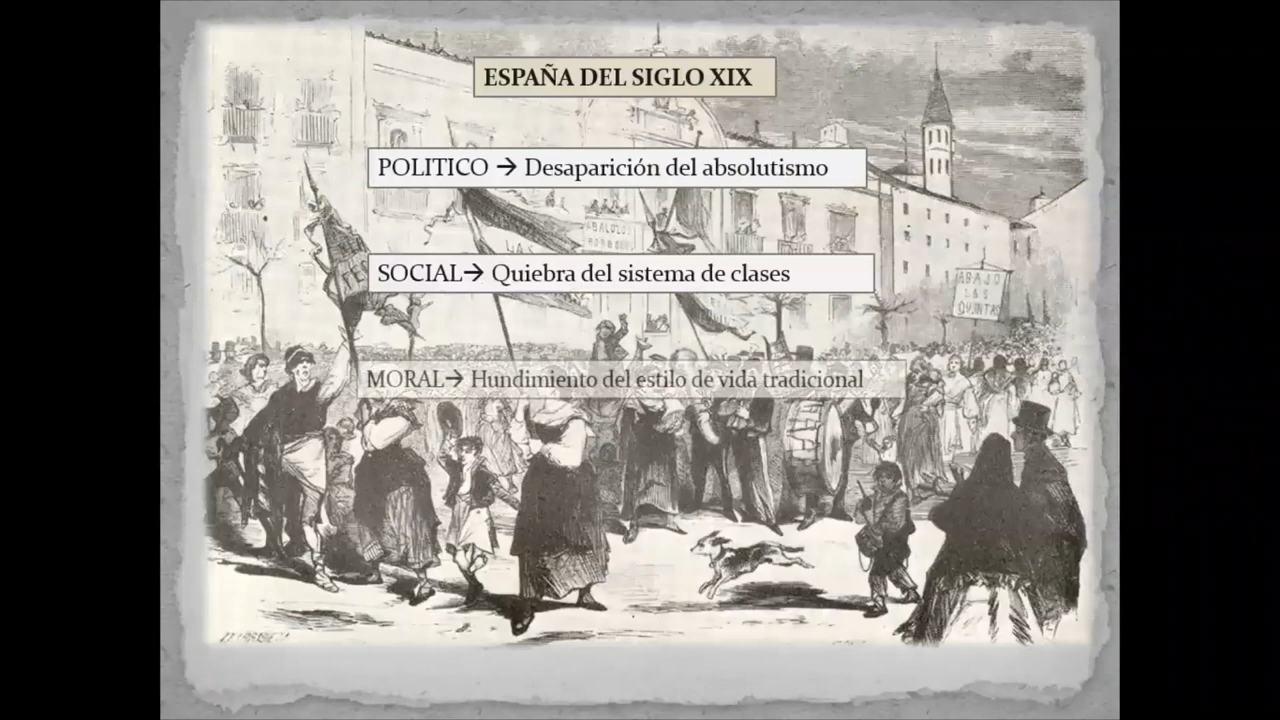 ESPAÑA DEL SIGLO XIX
POLITICO → Desaparición del absolutismo
SOCIAL→ Quiebra del sistema de clases
MORAL→ Hundimiento del estilo de vida tradicional
ABAJO
LAS
QUINTAS